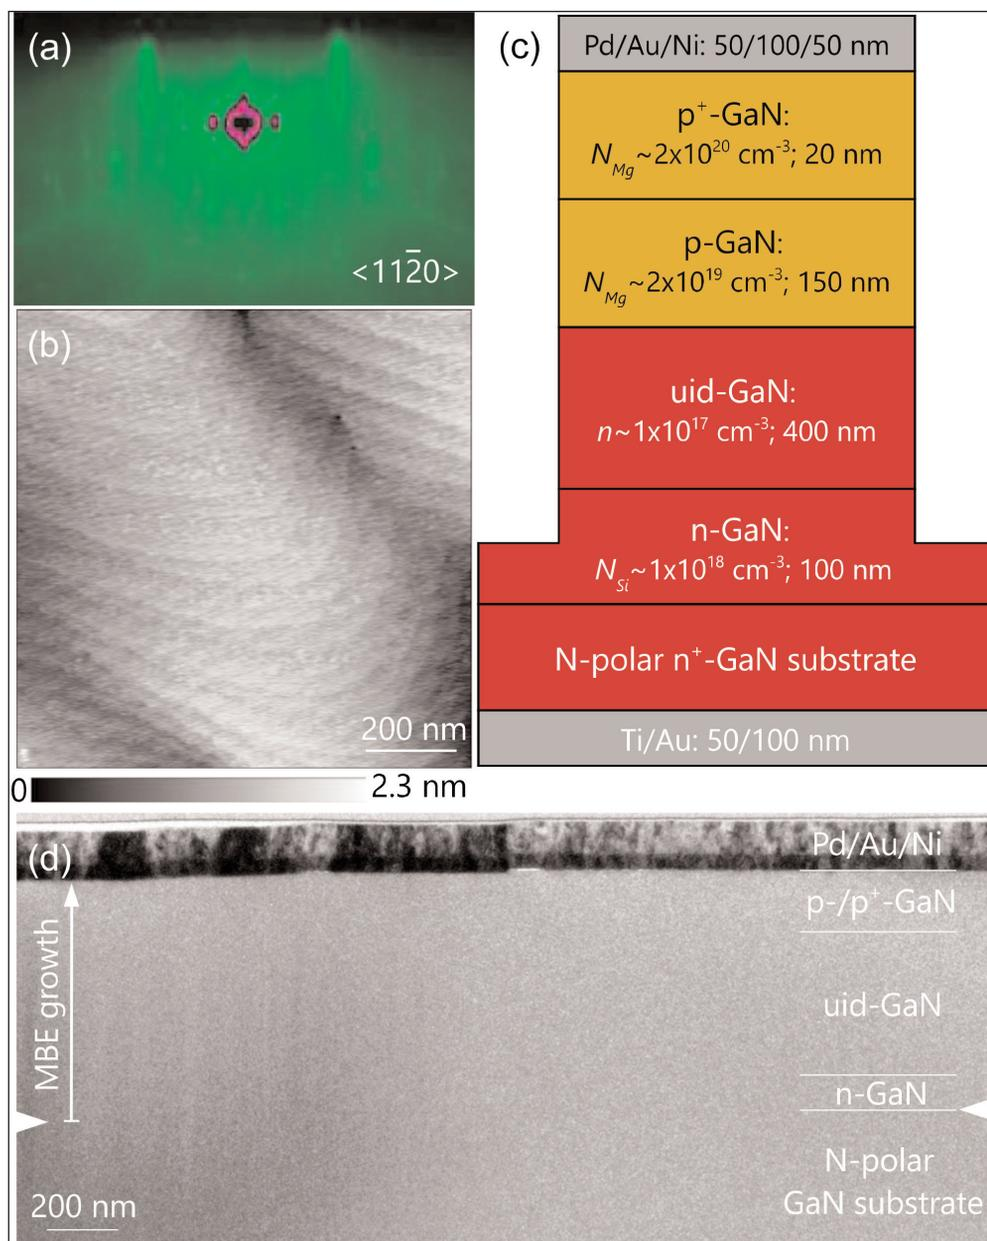 (a)
<112̅0>
(b)
200 nm
0
2.3 nm
(c)
Pd/Au/Ni: 50/100/50 nm
p⁺-GaN:
N_Mg~2x10²⁰ cm⁻³; 20 nm
p-GaN:
N_Mg~2x10¹⁹ cm⁻³; 150 nm
uid-GaN:
n~1x10¹⁷ cm⁻³; 400 nm
n-GaN:
N_Si~1x10¹⁸ cm⁻³; 100 nm
N-polar n⁺-GaN substrate
Ti/Au: 50/100 nm
(d)
MBE growth
200 nm
Pd/Au/Ni
p-/p⁺-GaN
uid-GaN
n-GaN
N-polar
GaN substrate